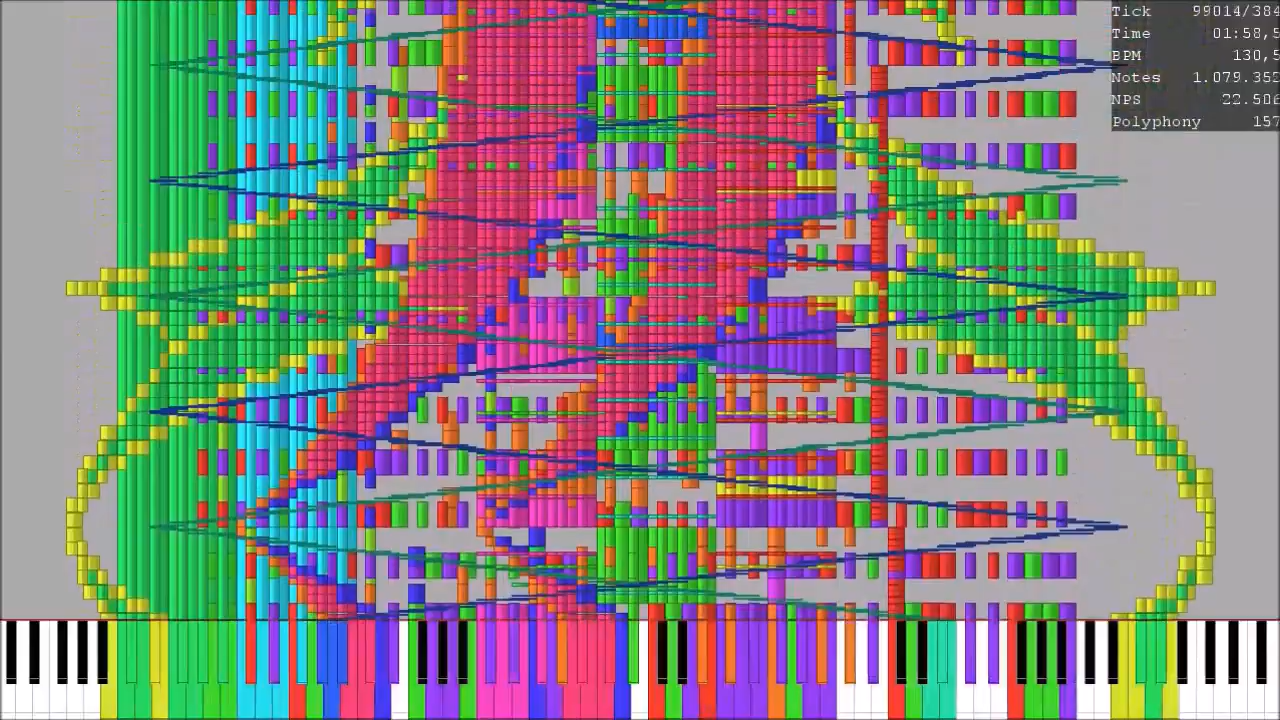 Tick 99014/384
Time 01:58,5
BPM 130,5
Notes 1.079.355
NPS 22.506
Polyphony 157